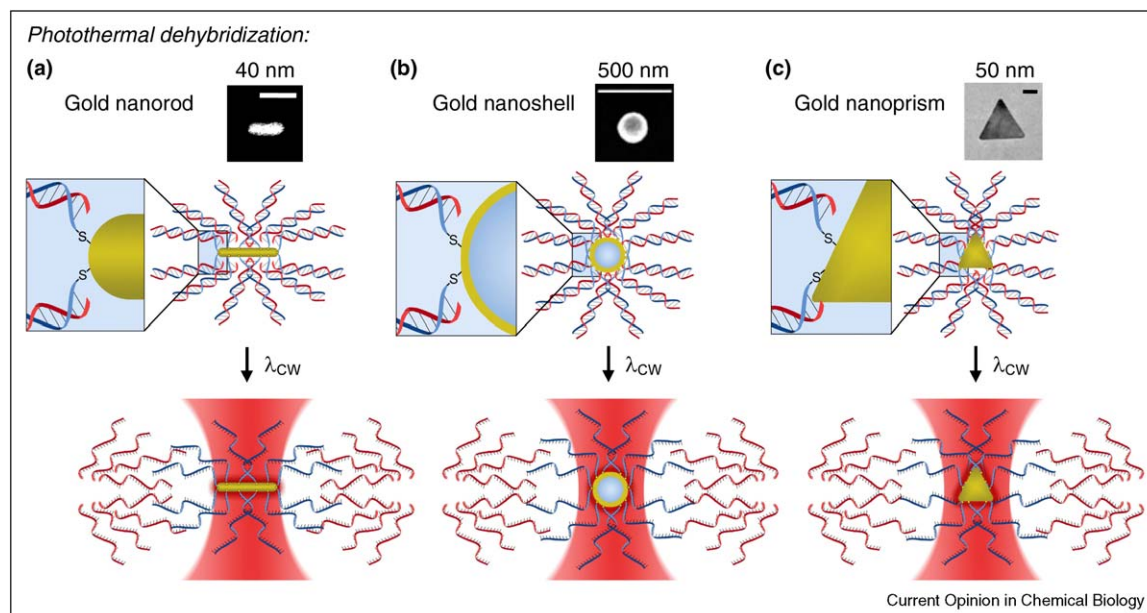 Photothermal dehybridization:
(a)
40 nm
Gold nanorod
S
S
λCW
(b)
500 nm
Gold nanoshell
S
S
λCW
(c)
50 nm
Gold nanoprism
S
S
λCW
Current Opinion in Chemical Biology